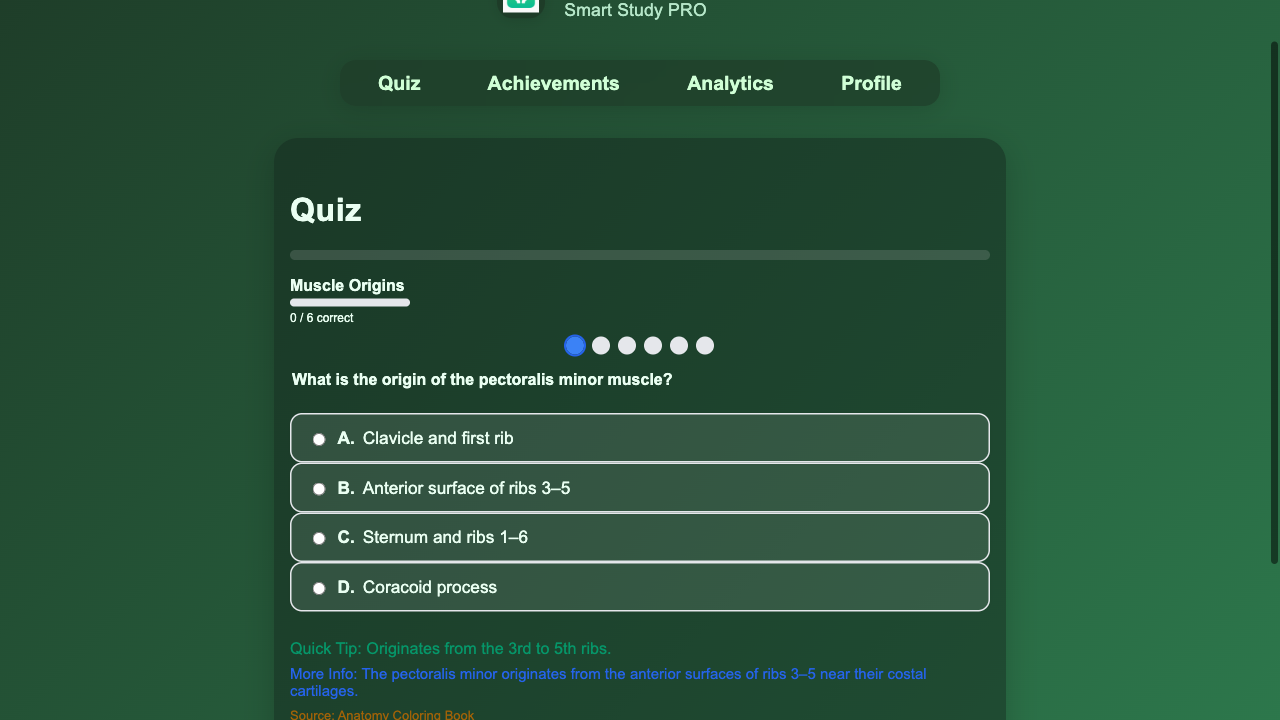 Smart Study PRO
Quiz Achievements Analytics Profile
Quiz
Muscle Origins
0 / 6 correct
What is the origin of the pectoralis minor muscle?
A. Clavicle and first rib
B. Anterior surface of ribs 3–5
C. Sternum and ribs 1–6
D. Coracoid process
Quick Tip: Originates from the 3rd to 5th ribs.
More Info: The pectoralis minor originates from the anterior surfaces of ribs 3–5 near their costal
cartilages.
Source: Anatomy Coloring Book